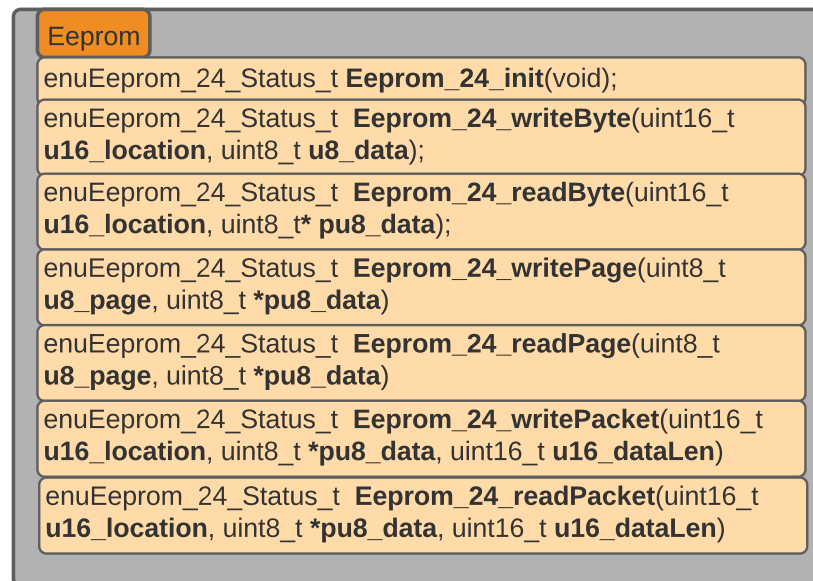 Eeprom
enuEeprom_24_Status_t Eeprom_24_init(void);
enuEeprom_24_Status_t  Eeprom_24_writeByte(uint16_t
u16_location, uint8_t u8_data);
enuEeprom_24_Status_t  Eeprom_24_readByte(uint16_t
u16_location, uint8_t* pu8_data);
enuEeprom_24_Status_t  Eeprom_24_writePage(uint8_t
u8_page, uint8_t *pu8_data)
enuEeprom_24_Status_t  Eeprom_24_readPage(uint8_t
u8_page, uint8_t *pu8_data)
enuEeprom_24_Status_t  Eeprom_24_writePacket(uint16_t
u16_location, uint8_t *pu8_data, uint16_t u16_dataLen)
enuEeprom_24_Status_t  Eeprom_24_readPacket(uint16_t
u16_location, uint8_t *pu8_data, uint16_t u16_dataLen)